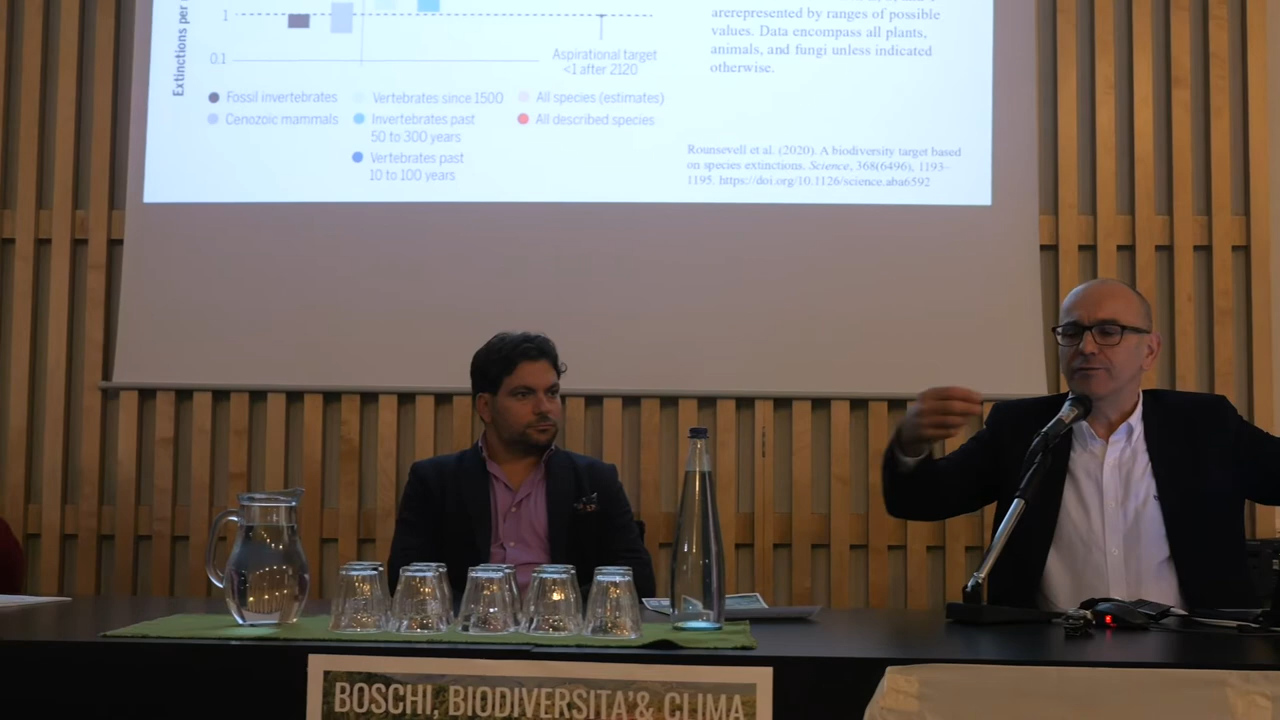 Extinctions per
1
0.1
Aspirational target
<1 after 2120
Fossil invertebrates
Cenozoic mammals
Vertebrates since 1500
Invertebrates past
50 to 300 years
Vertebrates past
10 to 100 years
All species (estimates)
All described species
arerepresented by ranges of possible
values. Data encompass all plants,
animals, and fungi unless indicated
otherwise.
Rounsevell et al. (2020). A biodiversity target based
on species extinctions. Science, 368(6496), 1193–
1195. https://doi.org/10.1126/science.aba6592
BOSCHI, BIODIVERSITA'& CLIMA